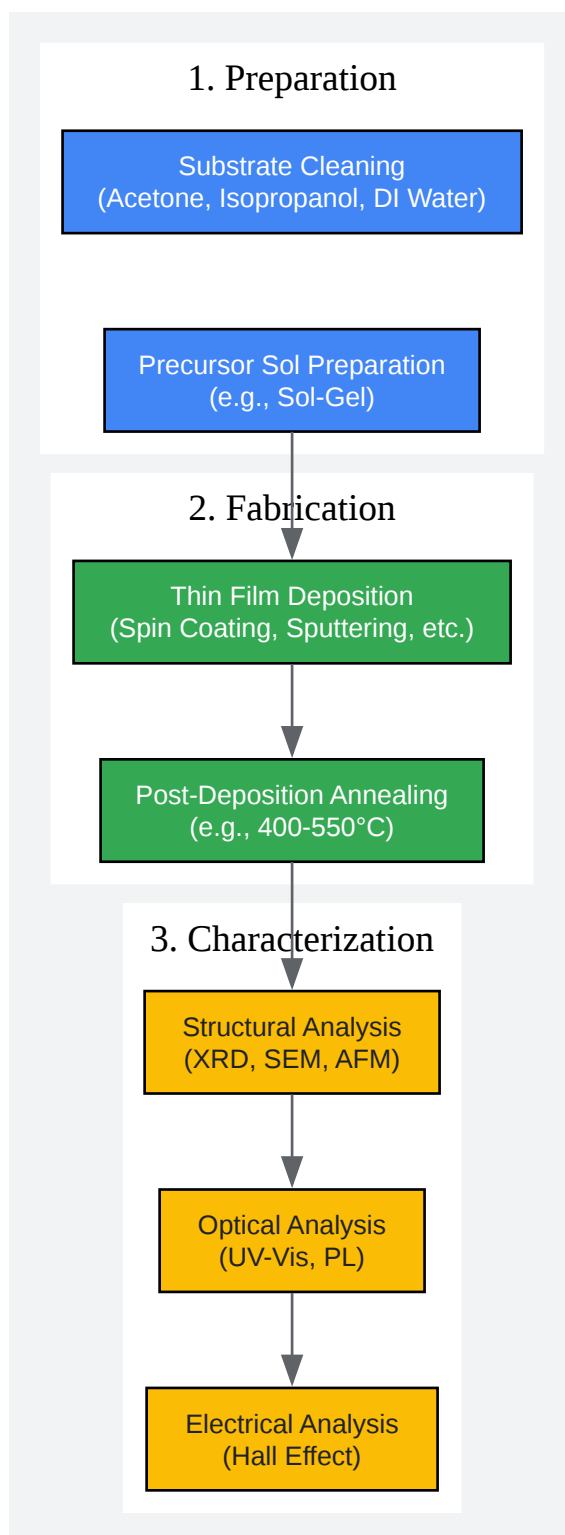 1. Preparation
Substrate Cleaning
(Acetone, Isopropanol, DI Water)
Precursor Sol Preparation
(e.g., Sol-Gel)
2. Fabrication
Thin Film Deposition
(Spin Coating, Sputtering, etc.)
Post-Deposition Annealing
(e.g., 400-550°C)
3. Characterization
Structural Analysis
(XRD, SEM, AFM)
Optical Analysis
(UV-Vis, PL)
Electrical Analysis
(Hall Effect)